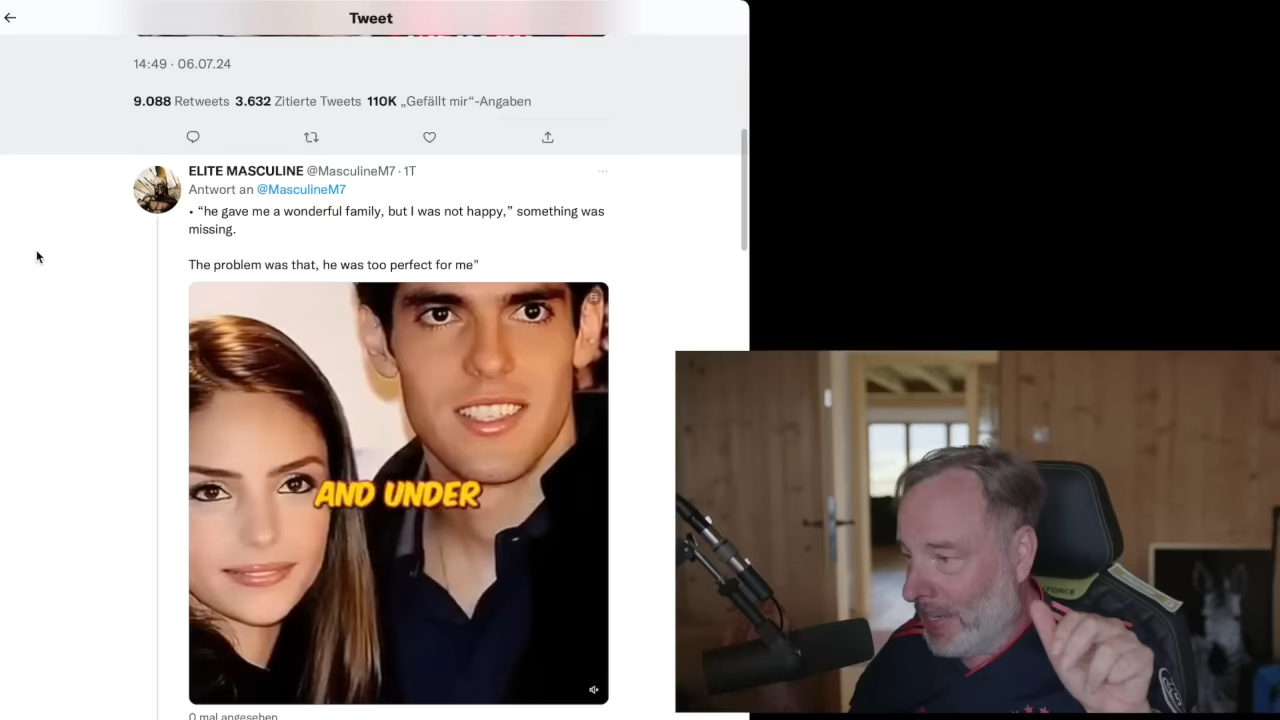 Tweet
14:49 · 06.07.24
9.088 Retweets 3.632 Zitierte Tweets 110K „Gefällt mir“-Angaben
ELITE MASCULINE @MasculineM7 · 1T
Antwort an @MasculineM7
• “he gave me a wonderful family, but I was not happy,” something was
missing.
The problem was that, he was too perfect for me"
AND UNDER
FORCE
0 mal angesehen